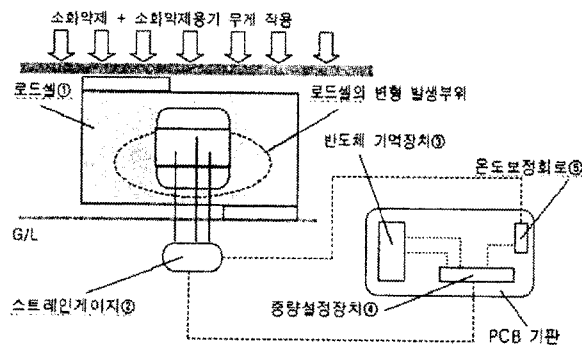 소화약제 + 소화약제용기 무게 작용
로드셀①
로드셀의 변형 발생부위
반도체 기억장치③
온도보정회로⑤
G/L
스트레인게이지②
중량설정장치④
PCB 기판